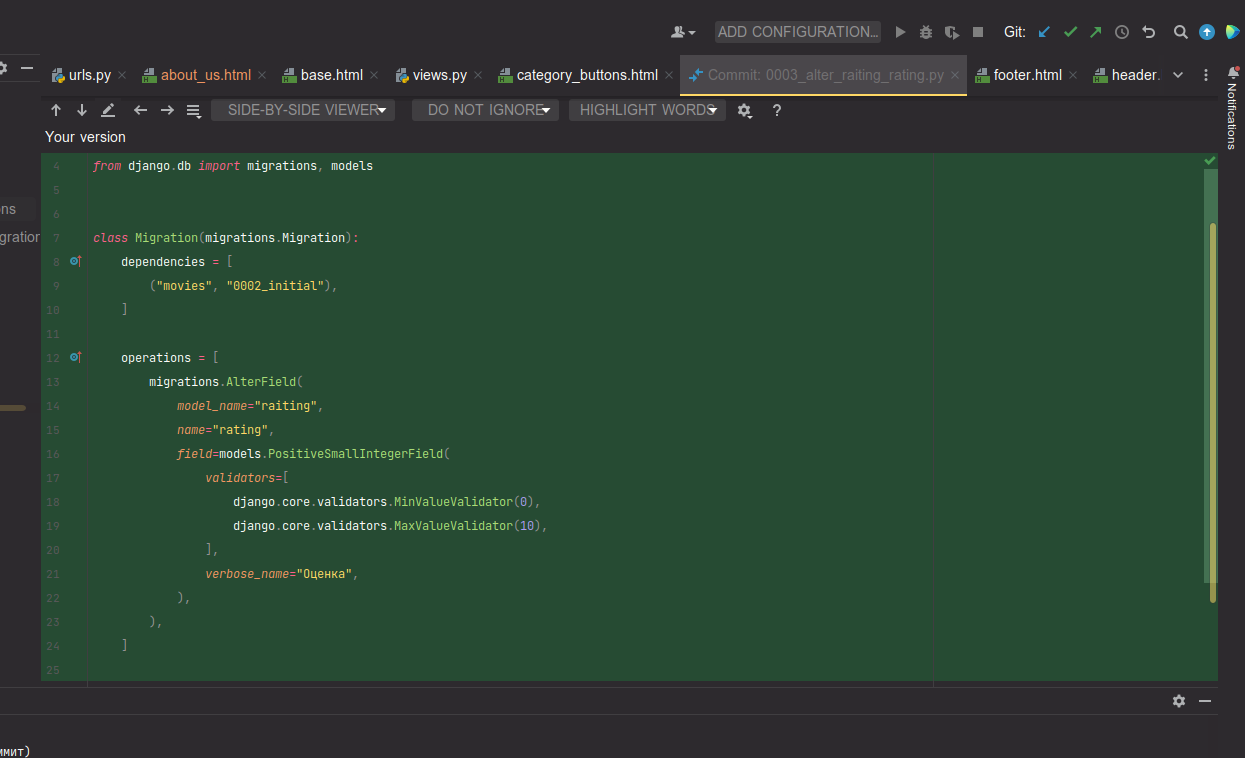 ADD CONFIGURATION... Git:
urls.py about_us.html base.html views.py category_buttons.html Commit: 0003_alter_raiting_rating.py footer.html header.
SIDE-BY-SIDE VIEWER DO NOT IGNORE HIGHLIGHT WORDS ?
Notifications
Your version
ns
gration
4 from django.db import migrations, models
5
6
7 class Migration(migrations.Migration):
8 dependencies = [
9 ("movies", "0002_initial"),
10 ]
11
12 operations = [
13 migrations.AlterField(
14 model_name="raiting",
15 name="rating",
16 field=models.PositiveSmallIntegerField(
17 validators=[
18 django.core.validators.MinValueValidator(0),
19 django.core.validators.MaxValueValidator(10),
20 ],
21 verbose_name="Оценка",
22 ),
23 ),
24 ]
25
ммит)